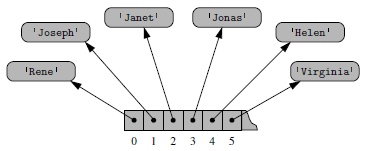 'Janet' 'Jonas'
'Joseph' 'Helen'
'Rene' 'Virginia'
0 1 2 3 4 5